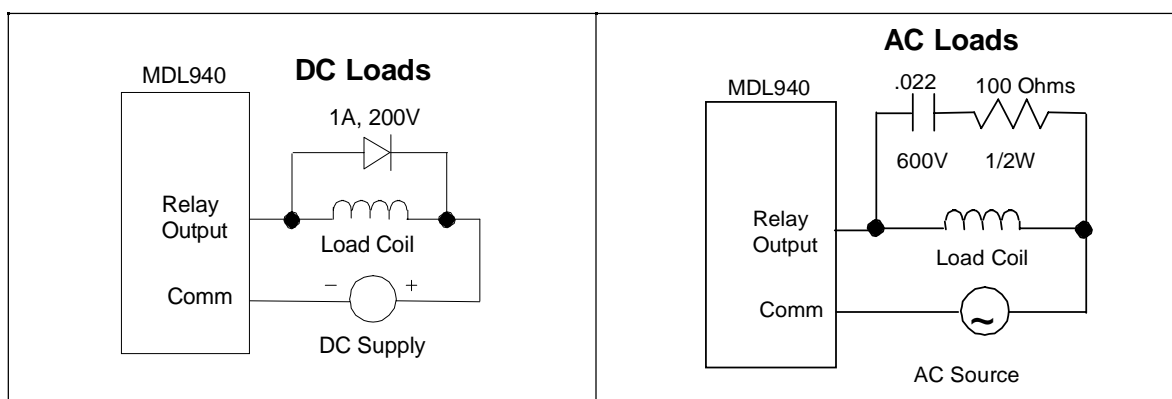 DC Loads
MDL940
1A, 200V
Relay
Output
Load Coil
Comm
− +
DC Supply
AC Loads
MDL940
.022 100 Ohms
600V 1/2W
Relay
Output
Load Coil
Comm
~
AC Source